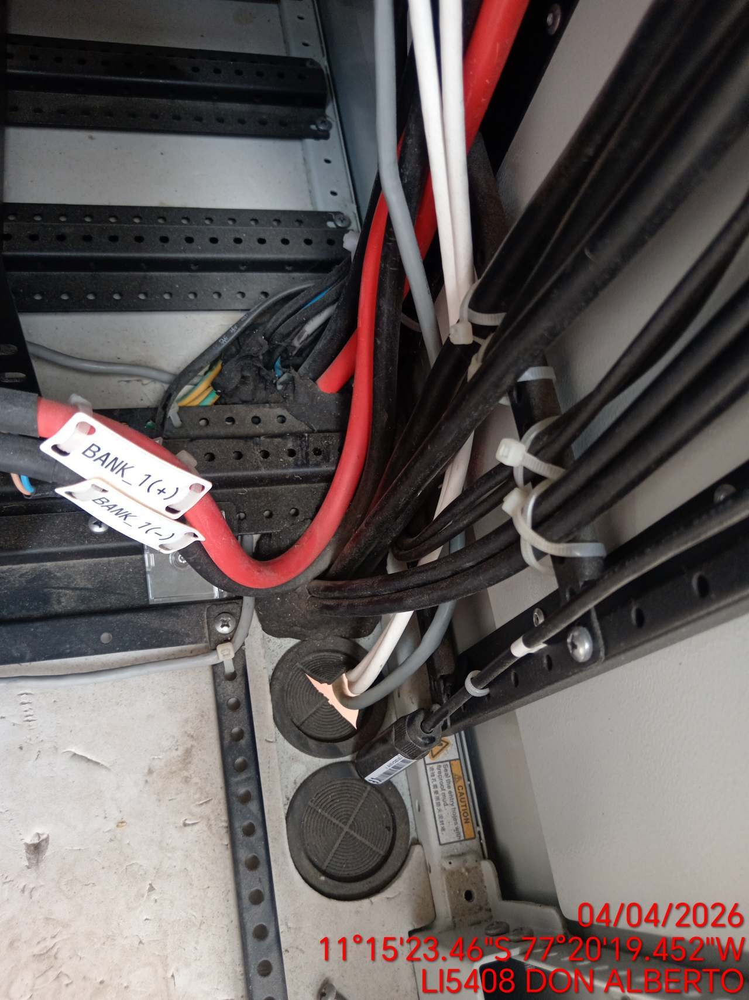 BANK_1(+)
BANK_1(-)
CAUTION
Seal the entry holes with
fireproof mud.
04/04/2026
11°15'23.46"S 77°20'19.452"W
LI5408 DON ALBERTO